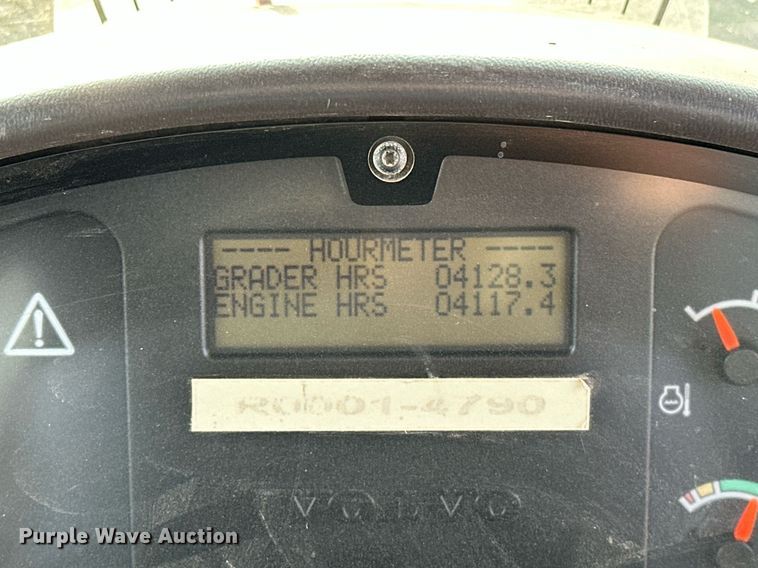 ---- HOURMETER ----
GRADER HRS 04128.3
ENGINE HRS 04117.4
R0001-4790
VOLVO
Purple Wave Auction®